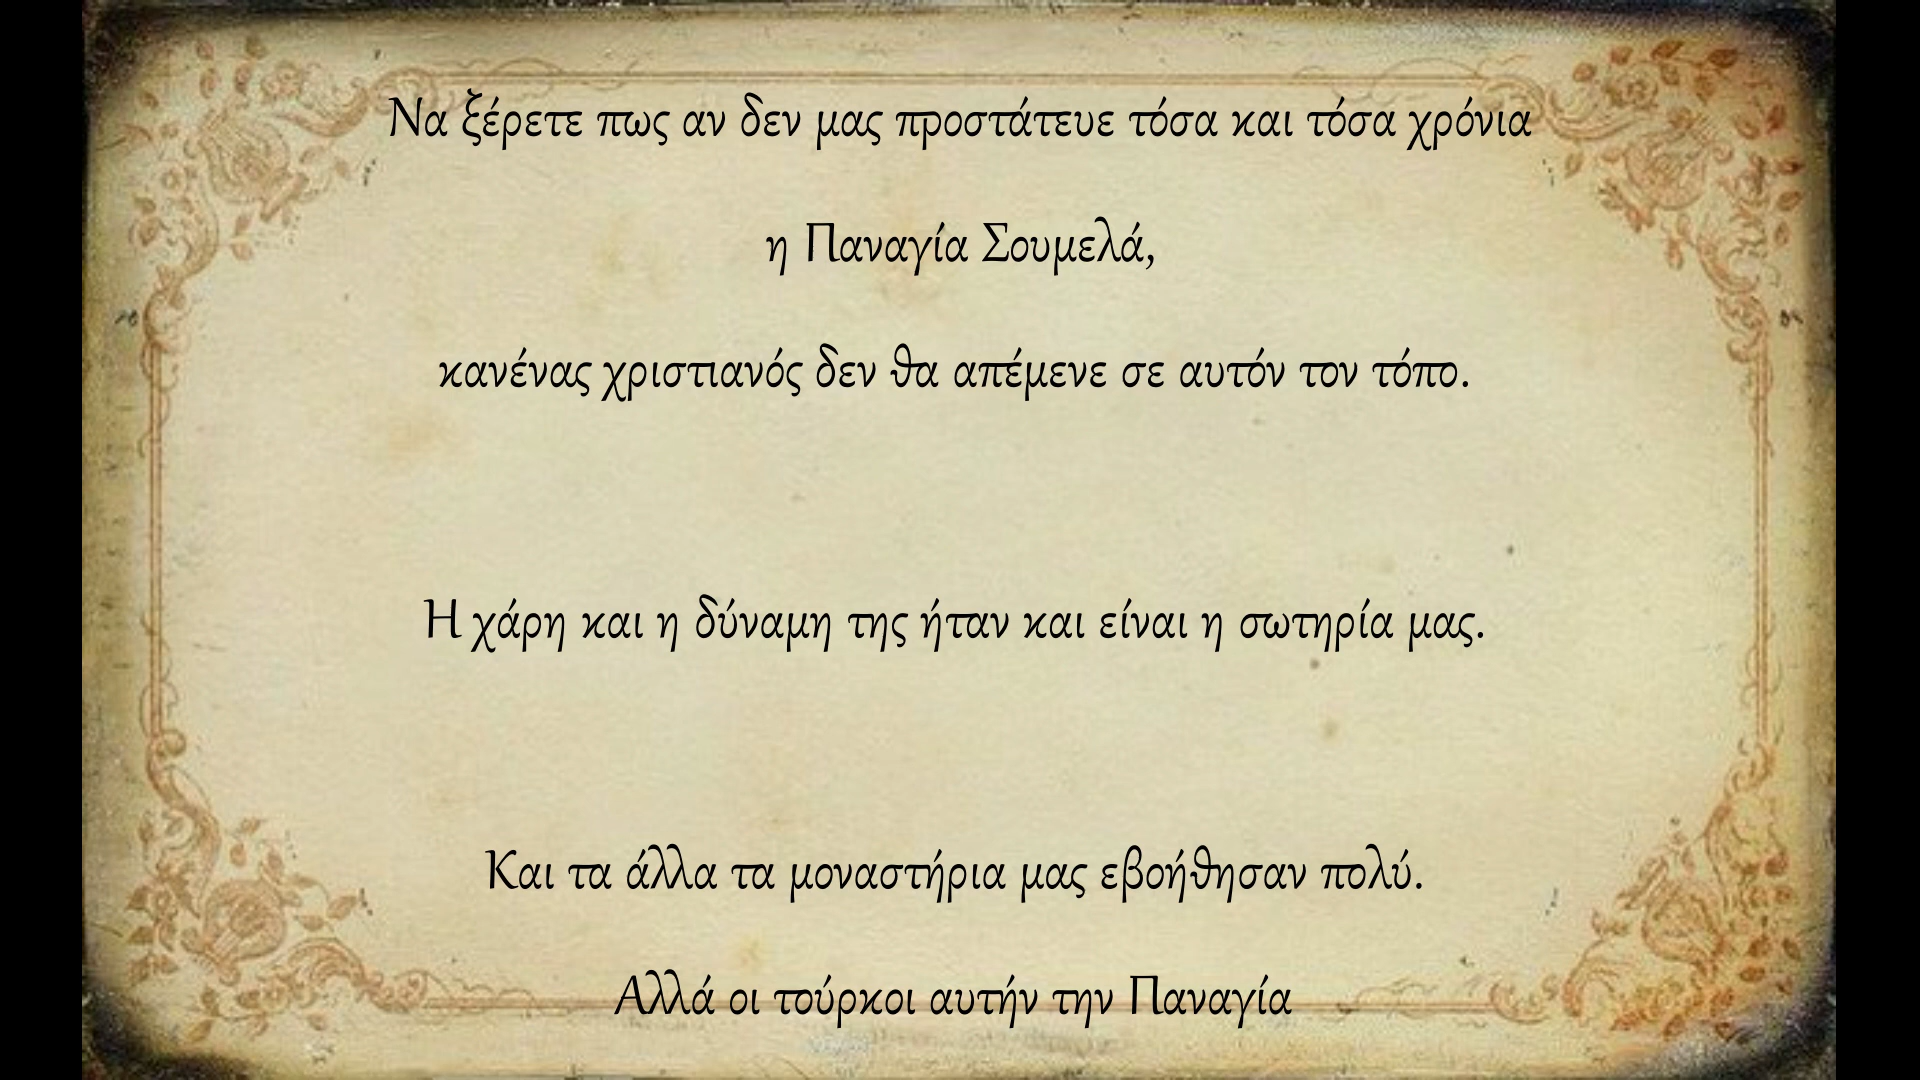 Να ξέρετε πως αν δεν μας προστάτευε τόσα και τόσα χρόνια
η Παναγία Σουμελά,
κανένας χριστιανός δεν θα απέμενε σε αυτόν τον τόπο.
Η χάρη και η δύναμη της ήταν και είναι η σωτηρία μας.
Και τα άλλα τα μοναστήρια μας εβοήθησαν πολύ.
Αλλά οι τούρκοι αυτήν την Παναγία